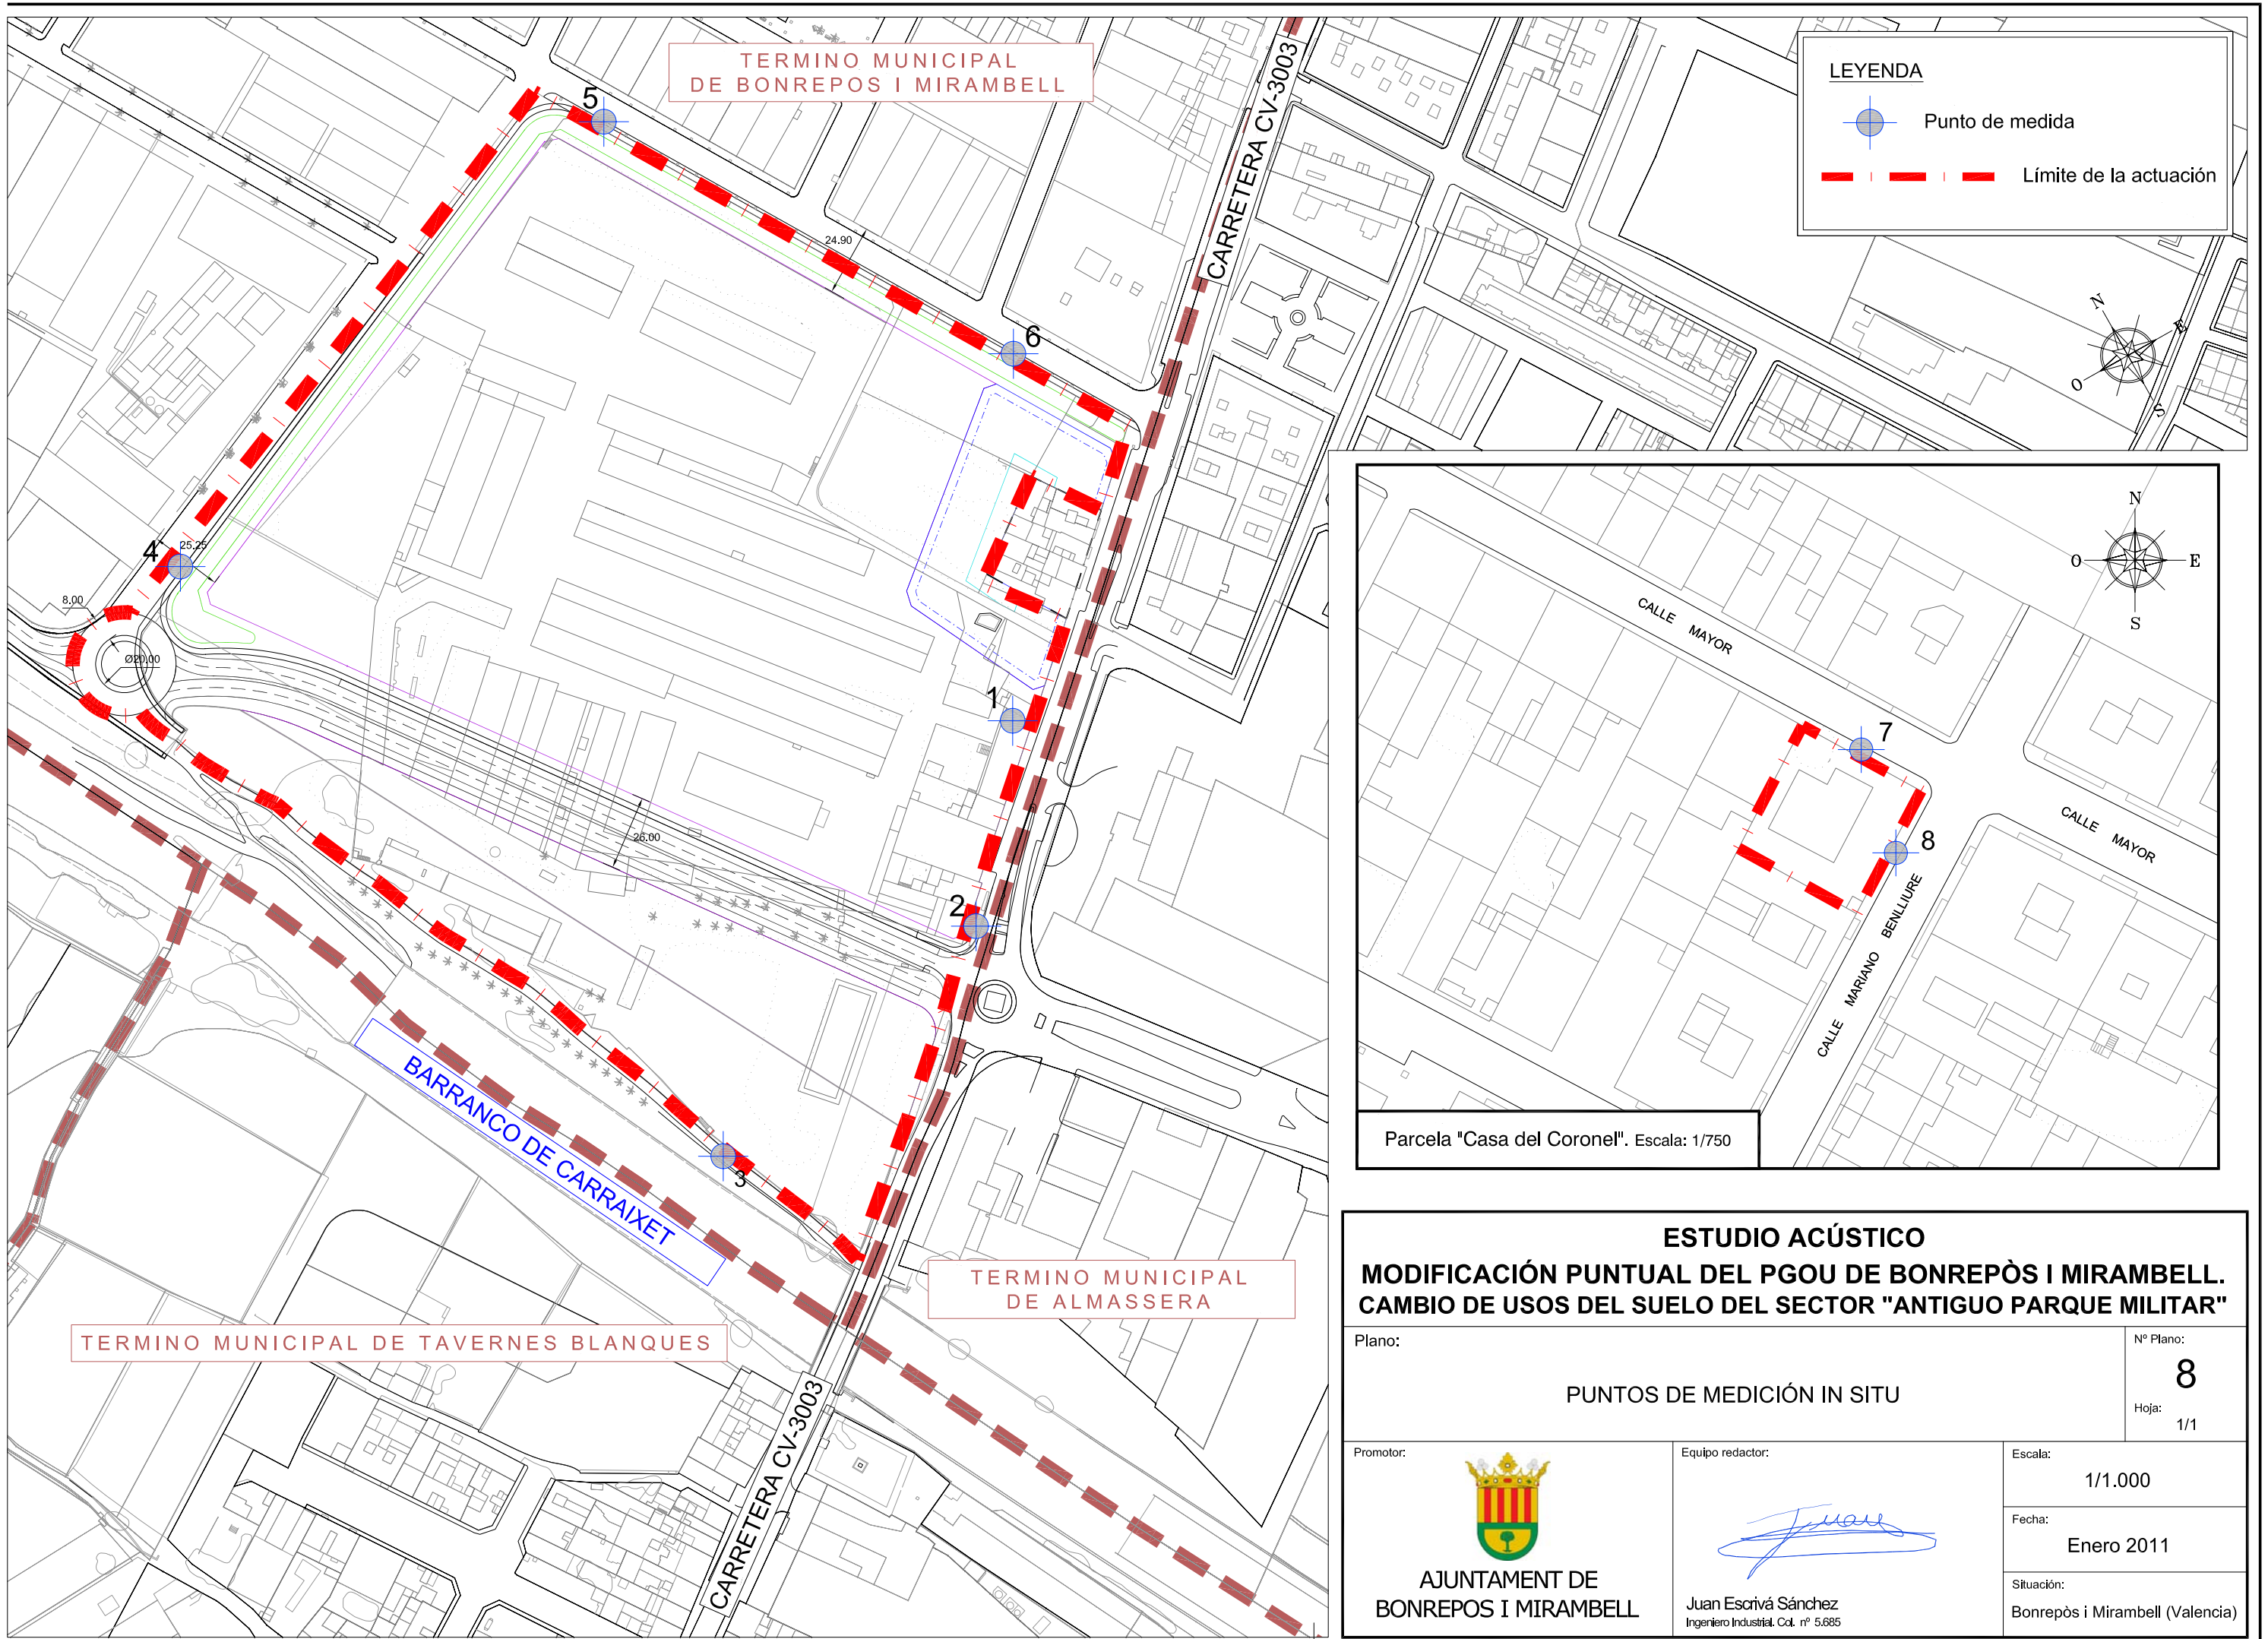 TERMINO MUNICIPAL
DE BONREPOS I MIRAMBELL
CARRETERA CV-3003
5
24.90
6
4
25.25
8.00
Ø20.00
1
26.00
2
3
BARRANCO DE CARRAIXET
TERMINO MUNICIPAL
DE ALMASSERA
TERMINO MUNICIPAL DE TAVERNES BLANQUES
CARRETERA CV-3003
LEYENDA
Punto de medida
Límite de la actuación
N
E
O
S
N
O
E
S
CALLE MAYOR
7
CALLE MAYOR
8
CALLE MARIANO BENLLIURE
Parcela "Casa del Coronel". Escala: 1/750
ESTUDIO ACÚSTICO
MODIFICACIÓN PUNTUAL DEL PGOU DE BONREPÒS I MIRAMBELL.
CAMBIO DE USOS DEL SUELO DEL SECTOR "ANTIGUO PARQUE MILITAR"
Plano:
PUNTOS DE MEDICIÓN IN SITU
Nº Plano:
8
Hoja:
1/1
Promotor:
AJUNTAMENT DE
BONREPOS I MIRAMBELL
Equipo redactor:
Juan
Juan Escrivá Sánchez
Ingeniero Industrial. Col. nº 5.685
Escala:
1/1.000
Fecha:
Enero 2011
Situación:
Bonrepòs i Mirambell (Valencia)